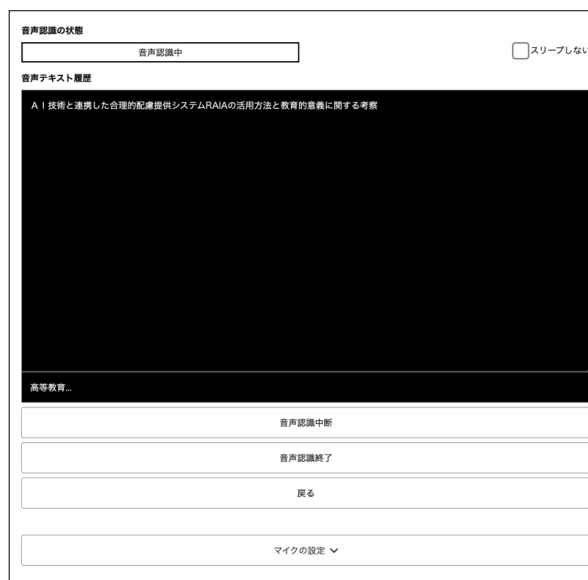 音声認識の状態
音声認識中
スリープしない
音声テキスト履歴
ＡＩ技術と連携した合理的配慮提供システムRAIAの活用方法と教育的意義に関する考察
高等教育...
音声認識中断
音声認識終了
戻る
マイクの設定